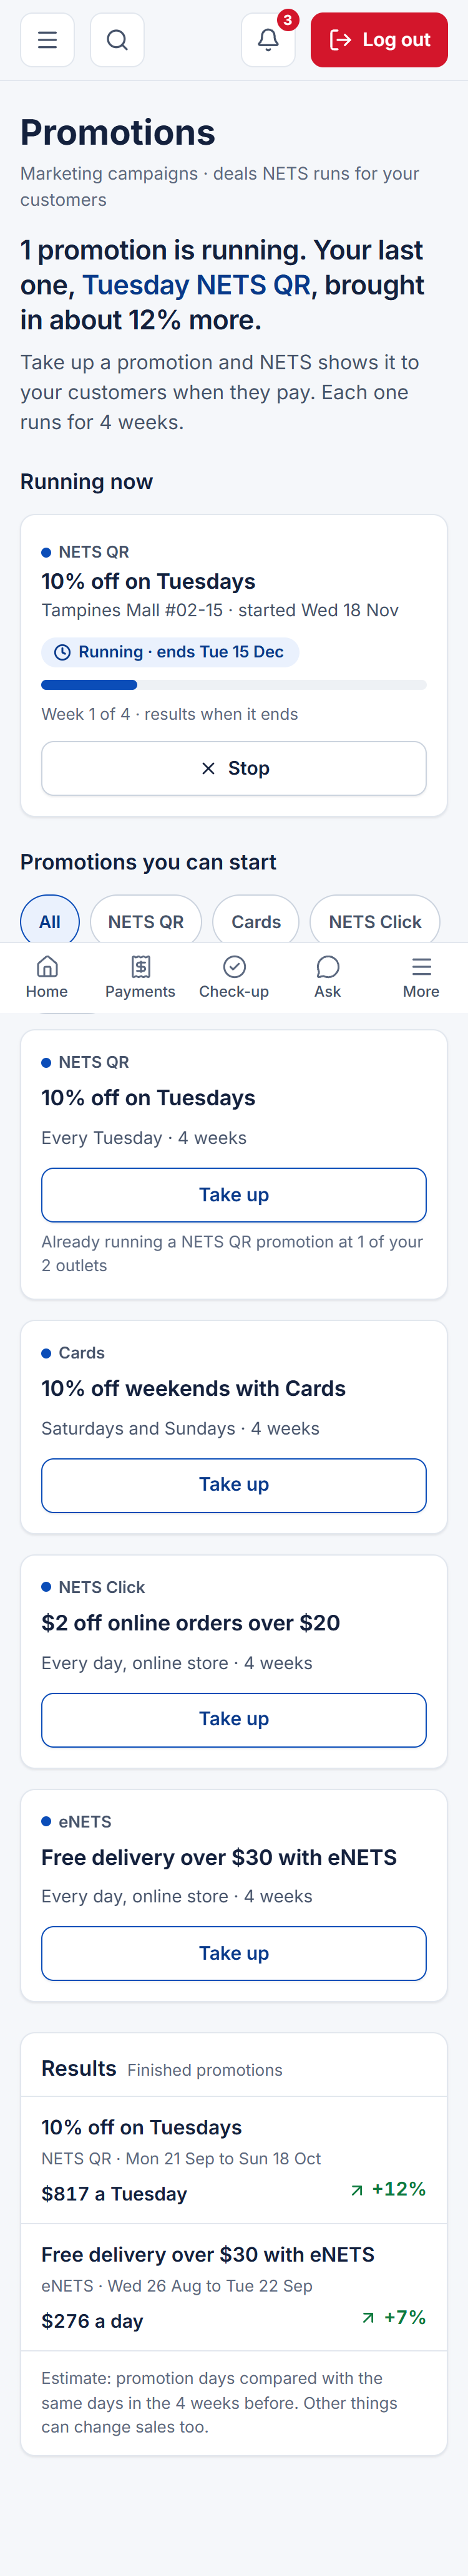 3
Log out
Promotions
Marketing campaigns · deals NETS runs for your
customers
1 promotion is running. Your last
one, Tuesday NETS QR, brought
in about 12% more.
Take up a promotion and NETS shows it to
your customers when they pay. Each one
runs for 4 weeks.
Running now
NETS QR
10% off on Tuesdays
Tampines Mall #02-15 · started Wed 18 Nov
Running · ends Tue 15 Dec
Week 1 of 4 · results when it ends
Stop
Promotions you can start
All NETS QR Cards NETS Click
Home Payments Check-up Ask More
NETS QR
10% off on Tuesdays
Every Tuesday · 4 weeks
Take up
Already running a NETS QR promotion at 1 of your
2 outlets
Cards
10% off weekends with Cards
Saturdays and Sundays · 4 weeks
Take up
NETS Click
$2 off online orders over $20
Every day, online store · 4 weeks
Take up
eNETS
Free delivery over $30 with eNETS
Every day, online store · 4 weeks
Take up
Results Finished promotions
10% off on Tuesdays
NETS QR · Mon 21 Sep to Sun 18 Oct
$817 a Tuesday +12%
Free delivery over $30 with eNETS
eNETS · Wed 26 Aug to Tue 22 Sep
$276 a day +7%
Estimate: promotion days compared with the
same days in the 4 weeks before. Other things
can change sales too.